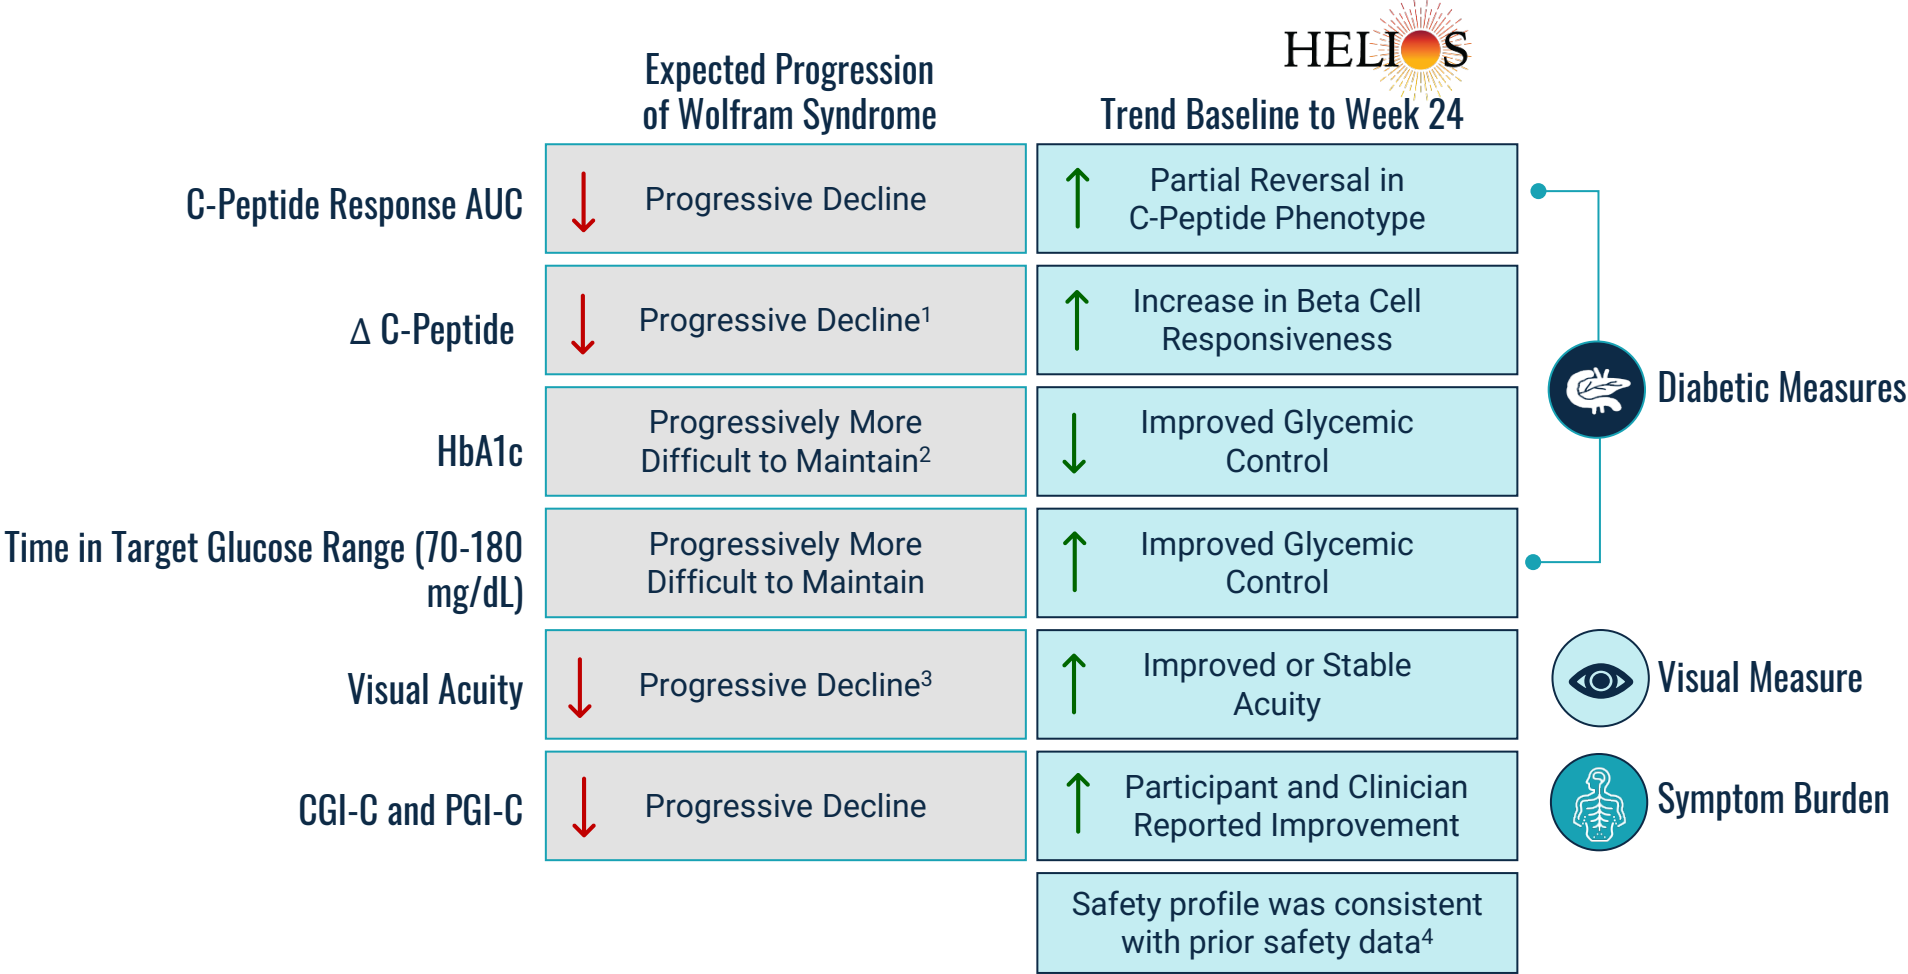 HELIOS
Expected Progression
of Wolfram Syndrome
Trend Baseline to Week 24
C-Peptide Response AUC
Progressive Decline
Partial Reversal in
C-Peptide Phenotype
Δ C-Peptide
Progressive Decline¹
Increase in Beta Cell
Responsiveness
Diabetic Measures
HbA1c
Progressively More
Difficult to Maintain²
Improved Glycemic
Control
Time in Target Glucose Range (70-180
mg/dL)
Progressively More
Difficult to Maintain
Improved Glycemic
Control
Visual Acuity
Progressive Decline³
Improved or Stable
Acuity
Visual Measure
CGI-C and PGI-C
Progressive Decline
Participant and Clinician
Reported Improvement
Symptom Burden
Safety profile was consistent
with prior safety data⁴